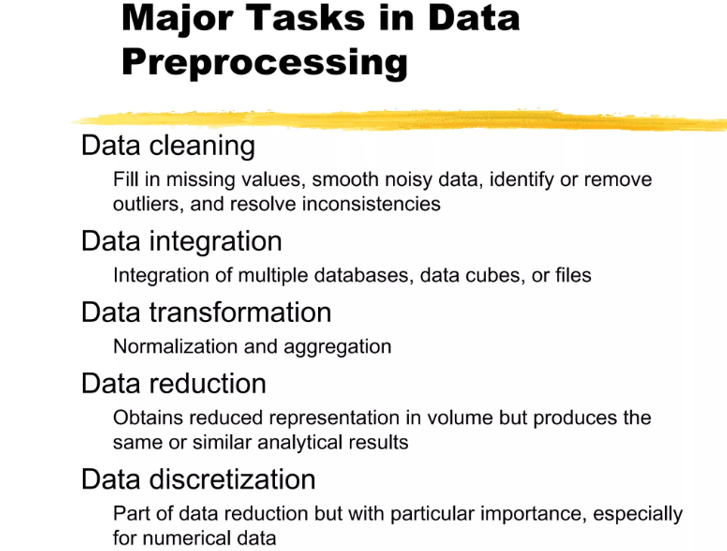 Major Tasks in Data
Preprocessing
Data cleaning
Fill in missing values, smooth noisy data, identify or remove
outliers, and resolve inconsistencies
Data integration
Integration of multiple databases, data cubes, or files
Data transformation
Normalization and aggregation
Data reduction
Obtains reduced representation in volume but produces the
same or similar analytical results
Data discretization
Part of data reduction but with particular importance, especially
for numerical data